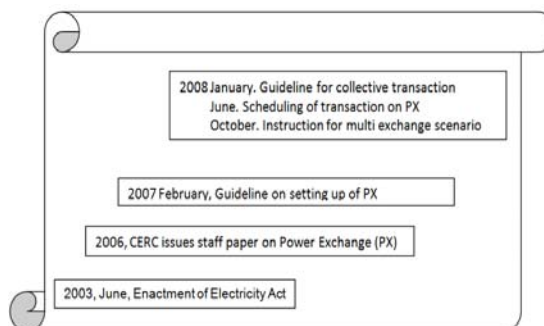 2008 January. Guideline for collective transaction
June. Scheduling of transaction on PX
October. Instruction for multi exchange scenario
2007 February, Guideline on setting up of PX
2006, CERC issues staff paper on Power Exchange (PX)
2003, June, Enactment of Electricity Act